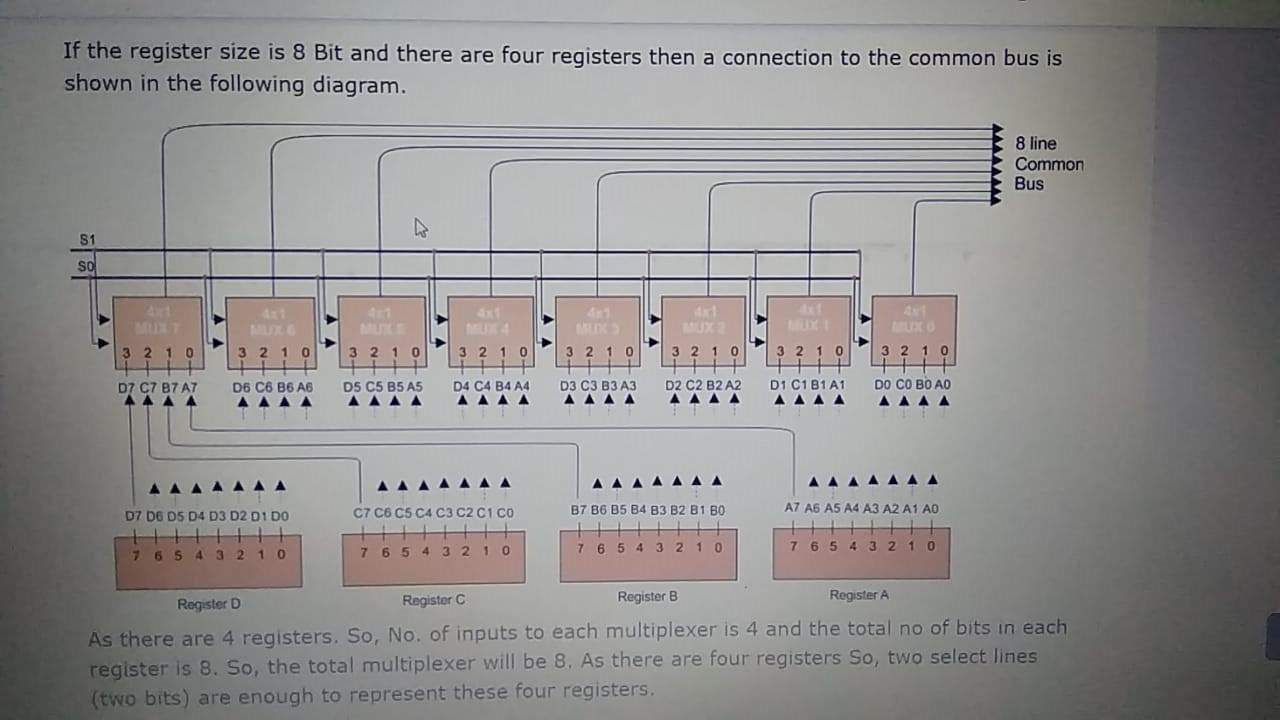 If the register size is 8 Bit and there are four registers then a connection to the common bus is
shown in the following diagram.
8 line
Common
Bus
S1
S0
4x1 4x1 4x1 4x1 4x1 4x1 4x1 4x1
MUX 7 MUX 6 MUX 5 MUX 4 MUX 3 MUX 2 MUX 1 MUX 0
3 2 1 0 3 2 1 0 3 2 1 0 3 2 1 0 3 2 1 0 3 2 1 0 3 2 1 0 3 2 1 0
D7 C7 B7 A7 D6 C6 B6 A6 D5 C5 B5 A5 D4 C4 B4 A4 D3 C3 B3 A3 D2 C2 B2 A2 D1 C1 B1 A1 D0 C0 B0 A0
D7 D6 D5 D4 D3 D2 D1 D0 C7 C6 C5 C4 C3 C2 C1 C0 B7 B6 B5 B4 B3 B2 B1 B0 A7 A6 A5 A4 A3 A2 A1 A0
7 6 5 4 3 2 1 0 7 6 5 4 3 2 1 0 7 6 5 4 3 2 1 0 7 6 5 4 3 2 1 0
Register D Register C Register B Register A
As there are 4 registers. So, No. of inputs to each multiplexer is 4 and the total no of bits in each
register is 8. So, the total multiplexer will be 8. As there are four registers So, two select lines
(two bits) are enough to represent these four registers.